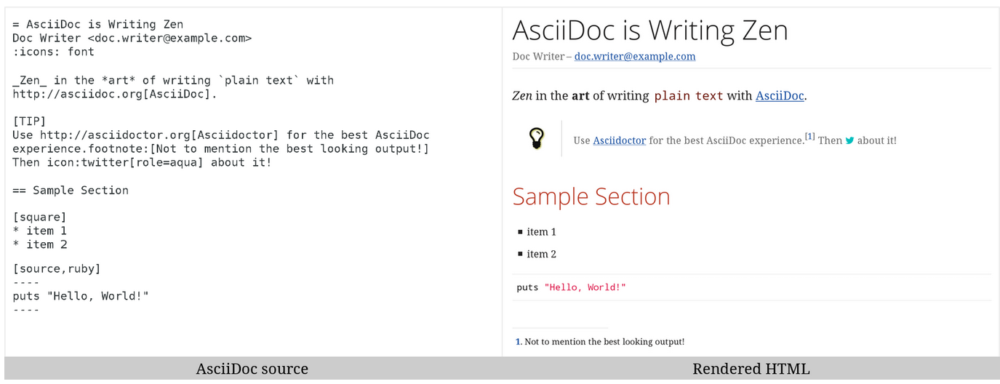 = AsciiDoc is Writing Zen
Doc Writer <doc.writer@example.com>
:icons: font
_Zen_ in the *art* of writing `plain text` with
http://asciidoc.org[AsciiDoc].
[TIP]
Use http://asciidoctor.org[Asciidoctor] for the best AsciiDoc
experience.footnote:[Not to mention the best looking output!]
Then icon:twitter[role=aqua] about it!
== Sample Section
[square]
* item 1
* item 2
[source,ruby]
----
puts "Hello, World!"
----
AsciiDoc source
AsciiDoc is Writing Zen
Doc Writer – doc.writer@example.com
Zen in the art of writing plain text with AsciiDoc.
Use Asciidoctor for the best AsciiDoc experience.[1] Then about it!
Sample Section
▪ item 1
▪ item 2
puts "Hello, World!"
1. Not to mention the best looking output!
Rendered HTML